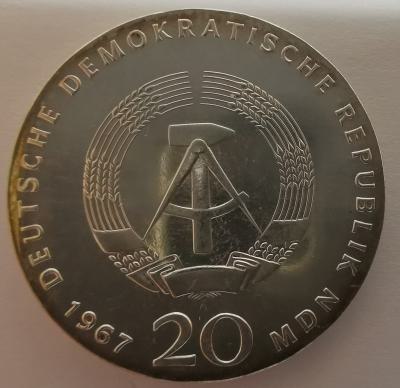 DEUTSCHE DEMOKRATISCHE REPUBLIK
1967 20 MDN